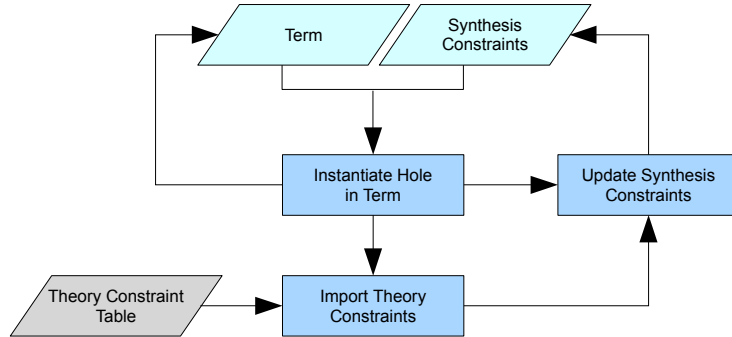 Term
Synthesis
Constraints
Instantiate Hole
in Term
Update Synthesis
Constraints
Theory Constraint
Table
Import Theory
Constraints